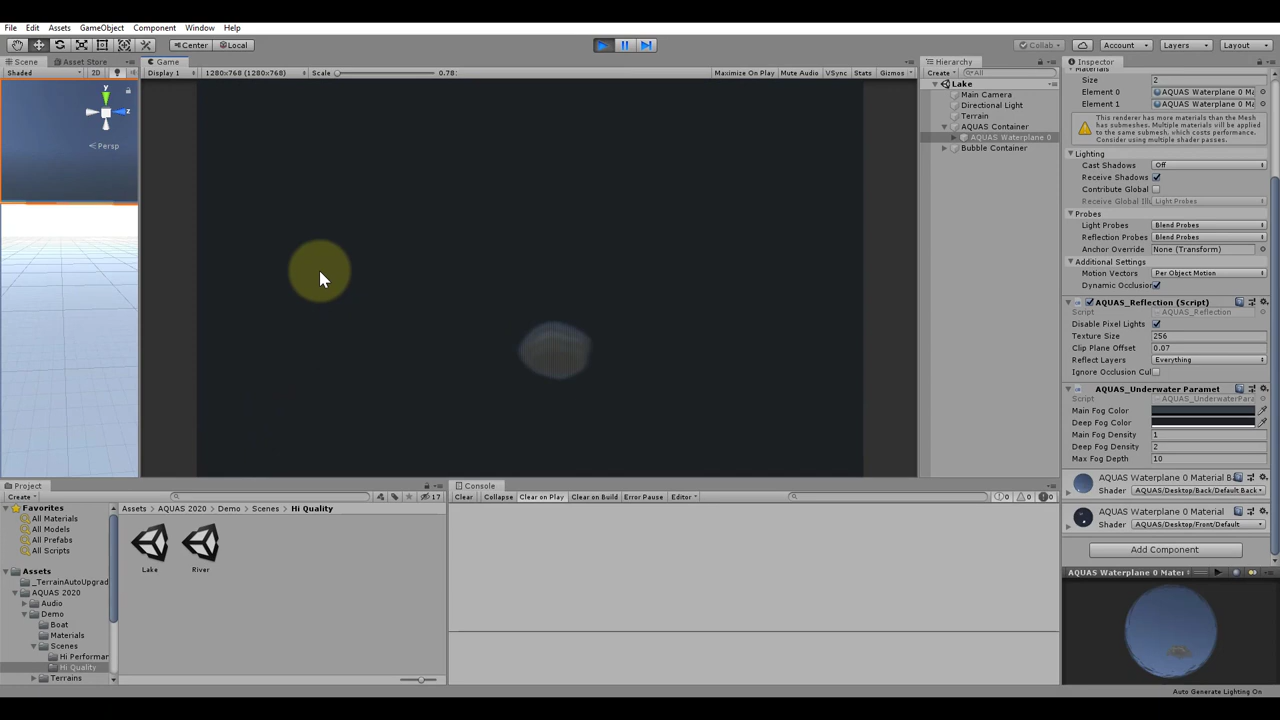 File Edit Assets GameObject Component Window Help
Center Local Collab Account Layers Layout
Scene Asset Store Game Hierarchy Inspector
Shaded 2D Display 1 1280x768 (1280x768) Scale 0.78: Maximize On Play Mute Audio VSync Stats Gizmos Create All
Persp
y
z
Lake
Main Camera
Directional Light
Terrain
AQUAS Container
AQUAS Waterplane 0
Bubble Container
Materials
Size 2
Element 0 AQUAS Waterplane 0 Ma
Element 1 AQUAS Waterplane 0 Ma
This renderer has more materials than the Mesh
has submeshes. Multiple materials will be applied
to the same submesh, which costs performance.
Consider using multiple shader passes.
Lighting
Cast Shadows Off
Receive Shadows
Contribute Global
Receive Global Illu Light Probes
Probes
Light Probes Blend Probes
Reflection Probes Blend Probes
Anchor Override None (Transform)
Additional Settings
Motion Vectors Per Object Motion
Dynamic Occlusion
AQUAS_Reflection (Script)
Script AQUAS_Reflection
Disable Pixel Lights
Texture Size 256
Clip Plane Offset 0.07
Reflect Layers Everything
Ignore Occlusion Cul
AQUAS_Underwater Paramet
Script AQUAS_UnderwaterPara
Main Fog Color
Deep Fog Color
Main Fog Density 1
Deep Fog Density 2
Max Fog Depth 10
AQUAS Waterplane 0 Material B
Shader AQUAS/Desktop/Back/Default Back
AQUAS Waterplane 0 Material
Shader AQUAS/Desktop/Front/Default
Add Component
AQUAS Waterplane 0 Mater
Auto Generate Lighting On
Project
Create 17
Favorites
All Materials
All Models
All Prefabs
All Scripts
Assets
_TerrainAutoUpgrad
AQUAS 2020
Audio
Demo
Boat
Materials
Scenes
Hi Performan
Hi Quality
Terrains
Assets AQUAS 2020 Demo Scenes Hi Quality
Lake River
Console
Clear Collapse Clear on Play Clear on Build Error Pause Editor 0 0 0